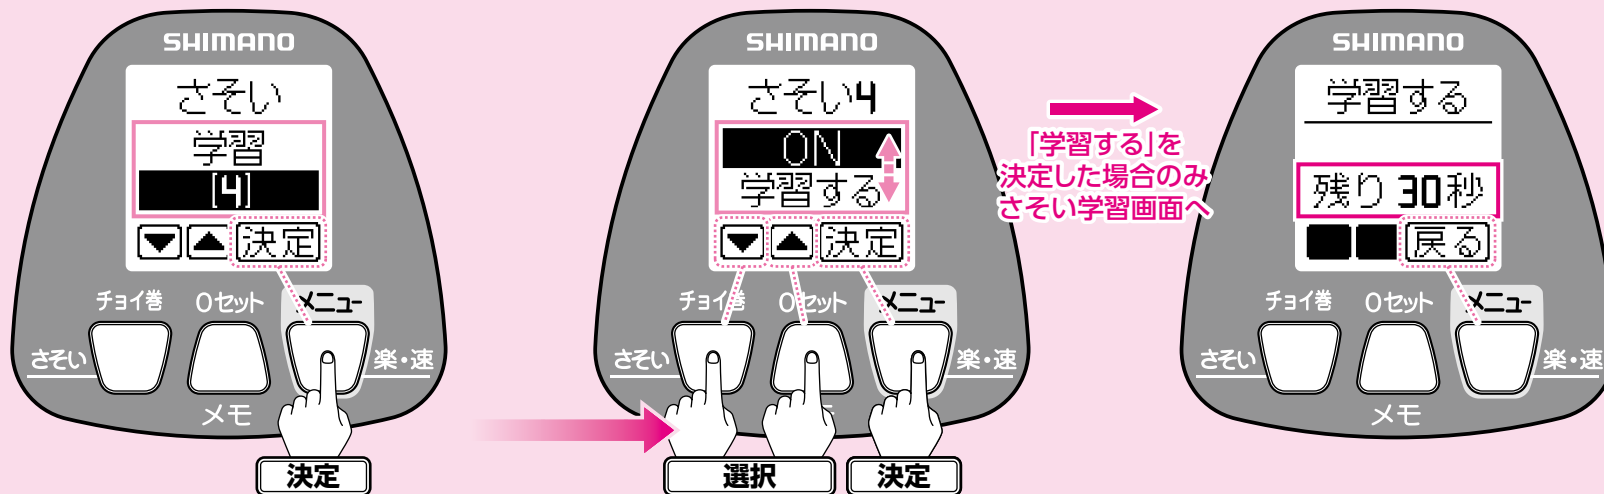 SHIMANO
さそい
学習
[4]
▼ ▲ 決定
チョイ巻 0セット メニュー
さそい 楽・速
メモ
決定
SHIMANO
さそい4
ON
学習する
▼ ▲ 決定
チョイ巻 0セット メニュー
さそい 楽・速
選択 決定
「学習する」を
決定した場合のみ
さそい学習画面へ
SHIMANO
学習する
残り 30秒
戻る
チョイ巻 0セット メニュー
さそい 楽・速
メモ